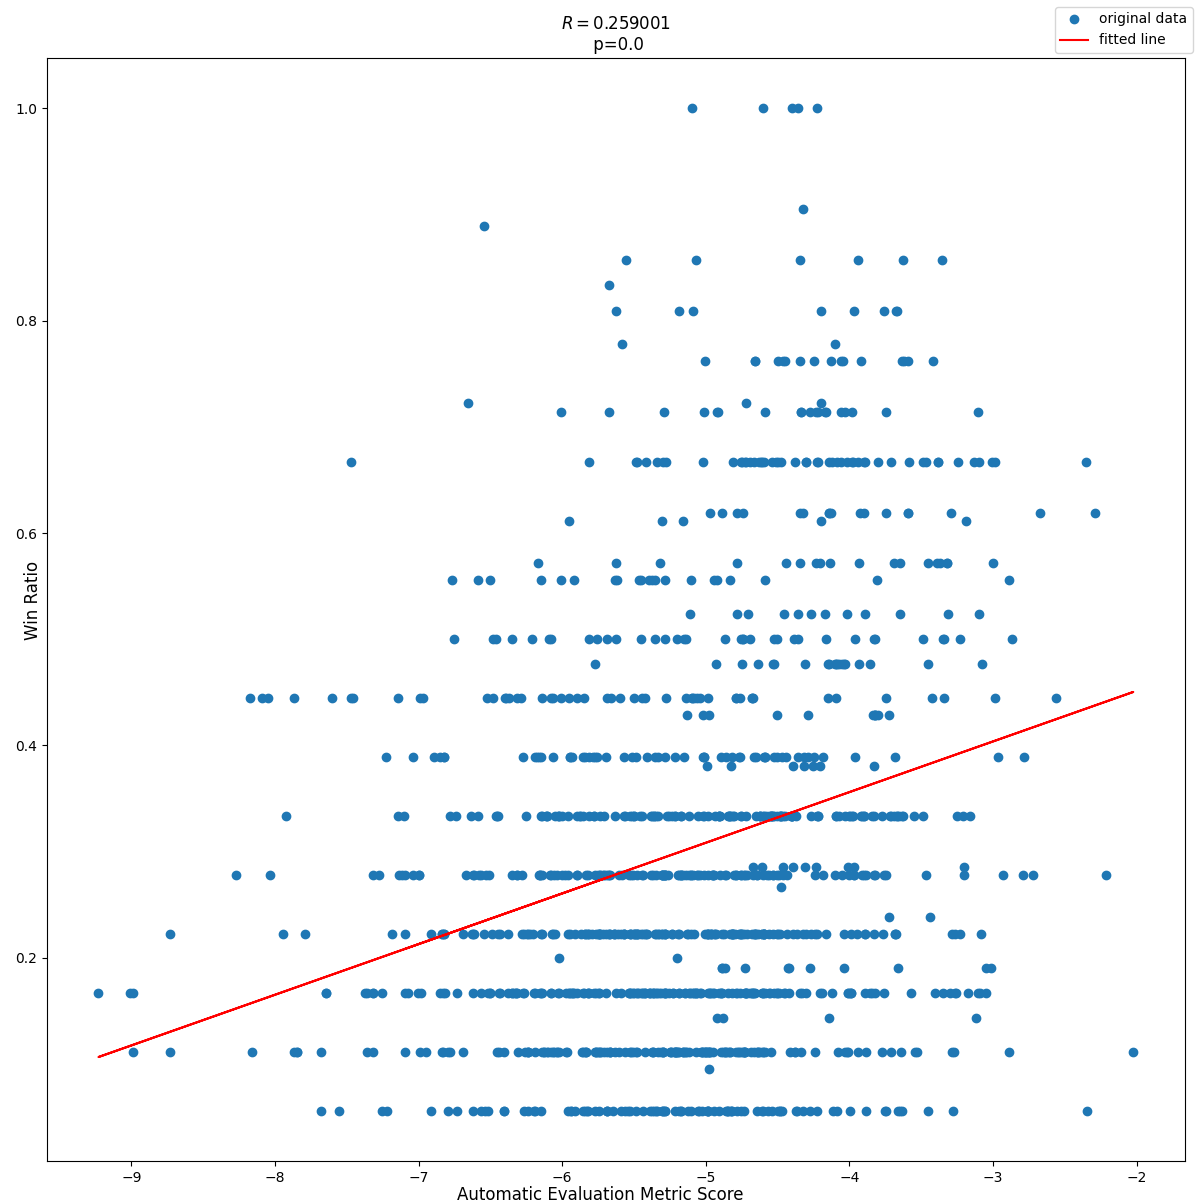 R = 0.259001
p=0.0
original data
fitted line
1.0
0.8
0.6
0.4
0.2
Win Ratio
−9
−8
−7
−6
−5
−4
−3
−2
Automatic Evaluation Metric Score